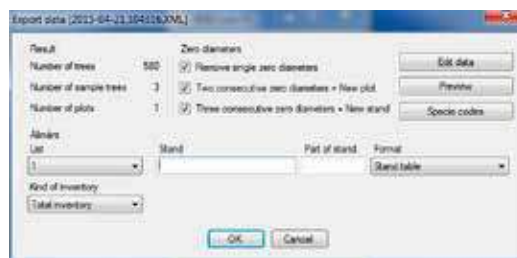 Export data [2015-04-21,104316.XML]
Result
Number of trees 580
Number of sample trees 3
Number of plots 1
Zero diameters
Remove single zero diameters
Two consecutive zero diameters = New plot
Three consecutive zero diameters = New stand
Edit data
Preview
Specie codes
Allmäns
List
Stand
Part of stand
Format
1
Stand table
Kind of inventory
Total inventory
OK
Cancel